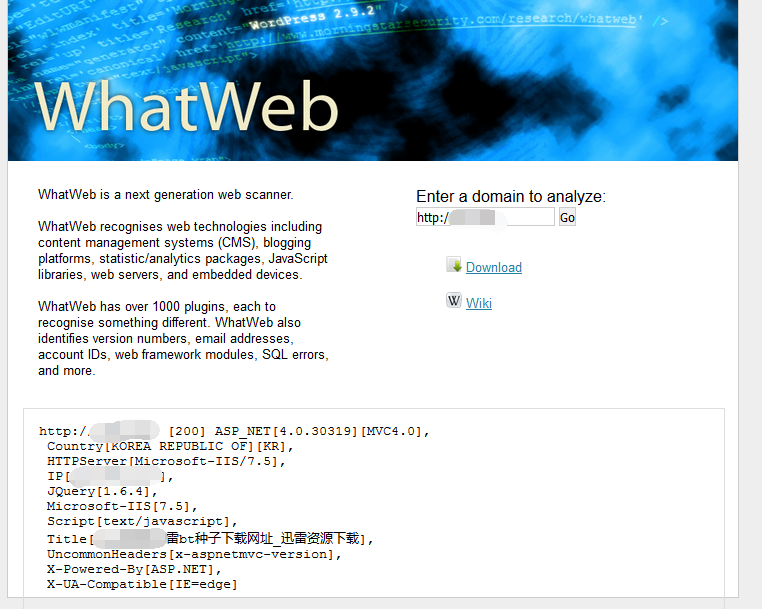 WordPress 2.9.2"
http://www.morningstarsecurity.com/research/whatweb' />
WhatWeb
WhatWeb is a next generation web scanner.
WhatWeb recognises web technologies including
content management systems (CMS), blogging
platforms, statistic/analytics packages, JavaScript
libraries, web servers, and embedded devices.
WhatWeb has over 1000 plugins, each to
recognise something different. WhatWeb also
identifies version numbers, email addresses,
account IDs, web framework modules, SQL errors,
and more.
Enter a domain to analyze:
http:/
Go
Download
W Wiki
http:/ [200] ASP_NET[4.0.30319][MVC4.0],
Country[KOREA REPUBLIC OF][KR],
HTTPServer[Microsoft-IIS/7.5],
IP[ ],
JQuery[1.6.4],
Microsoft-IIS[7.5],
Script[text/javascript],
Title[ 雷bt种子下载网址_迅雷资源下载],
UncommonHeaders[x-aspnetmvc-version],
X-Powered-By[ASP.NET],
X-UA-Compatible[IE=edge]